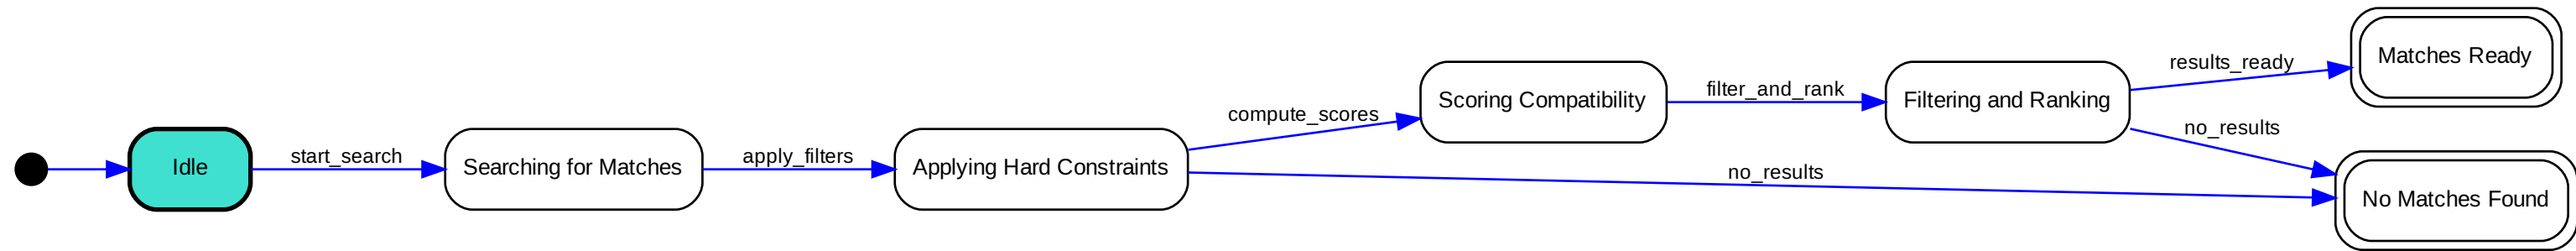 Idle
start_search
Searching for Matches
apply_filters
Applying Hard Constraints
compute_scores
Scoring Compatibility
filter_and_rank
Filtering and Ranking
results_ready
Matches Ready
no_results
no_results
No Matches Found